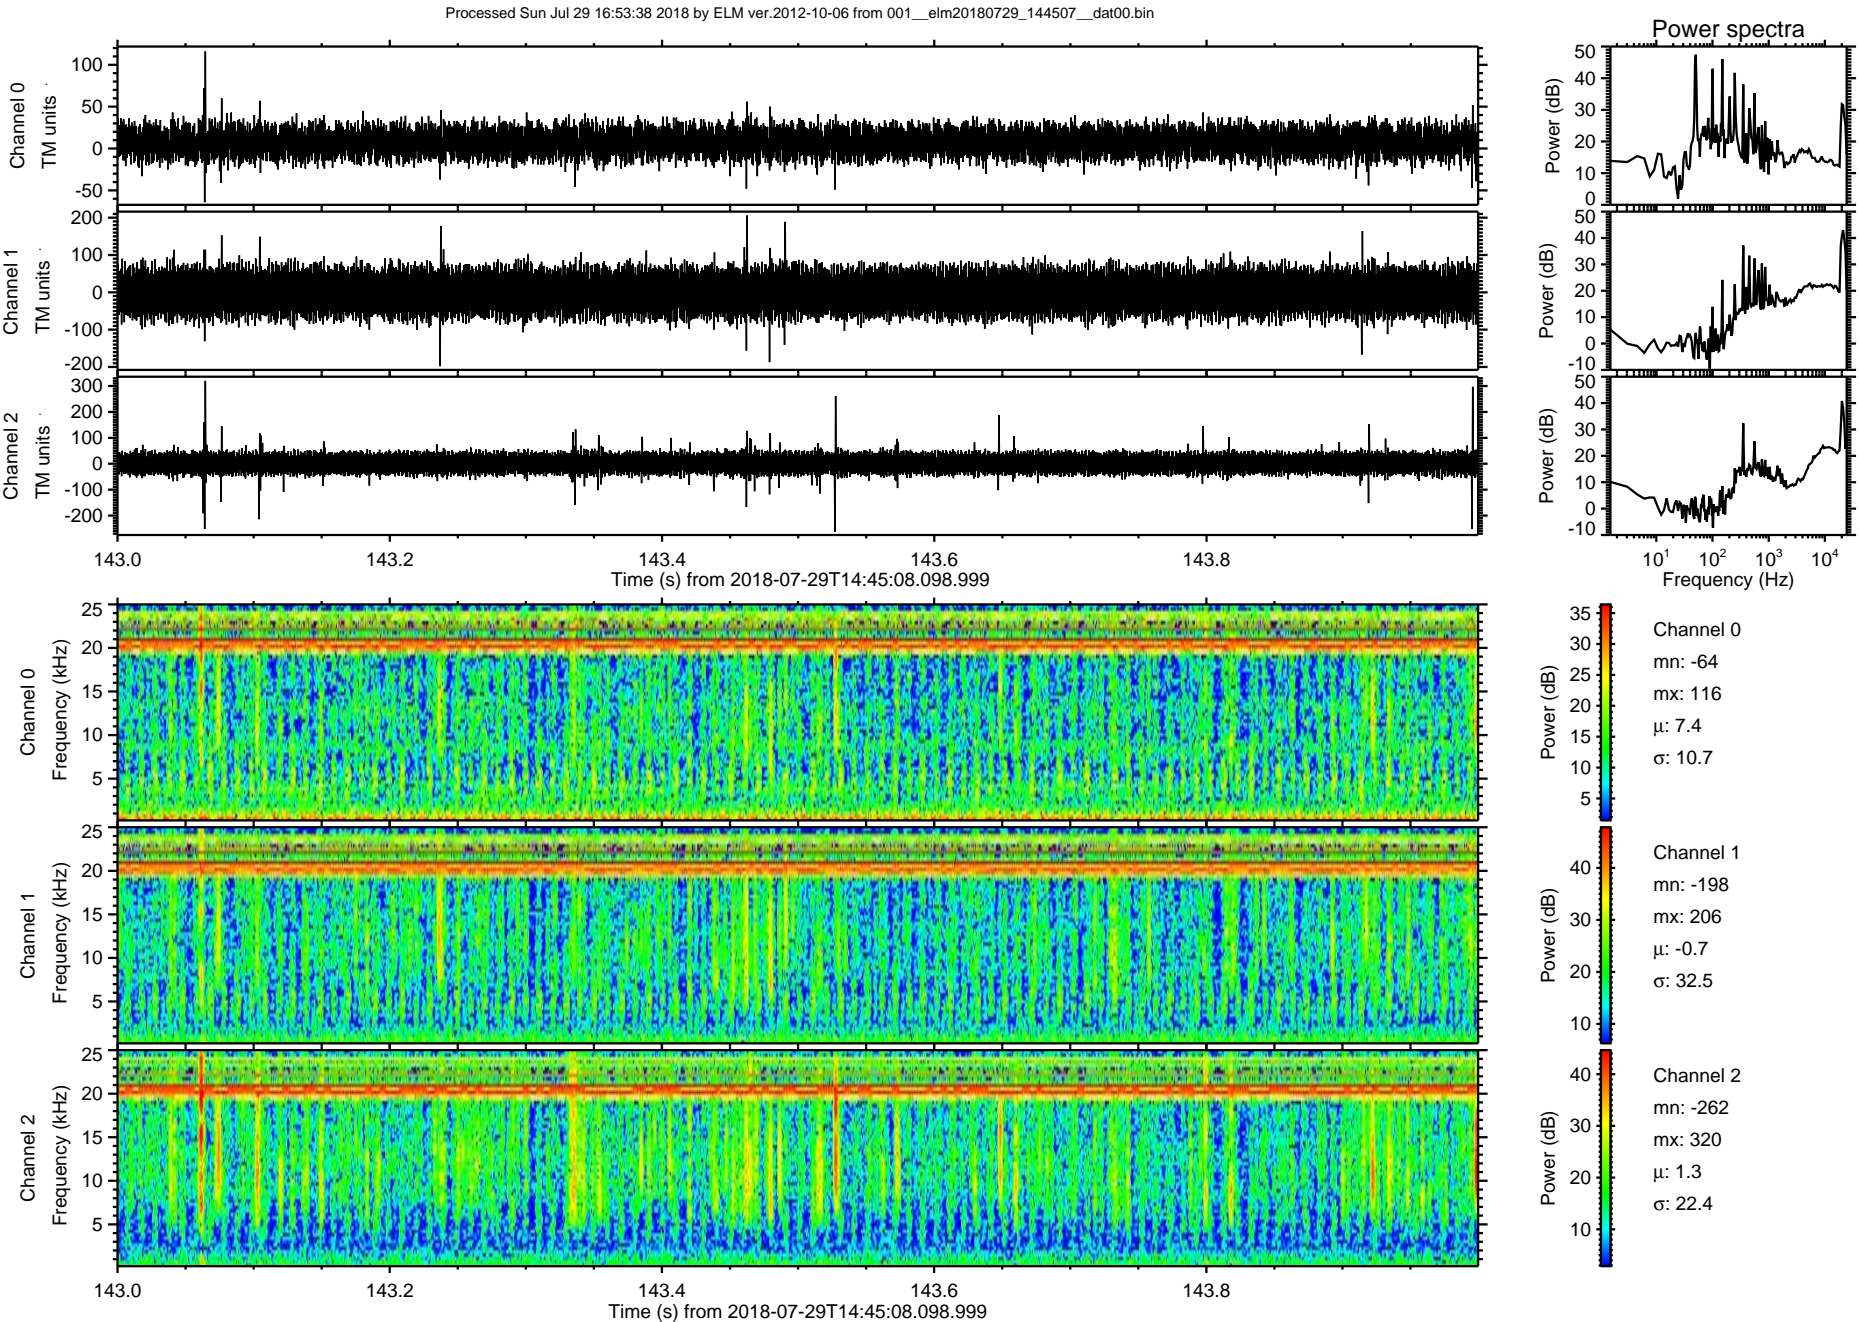 Processed Sun Jul 29 16:53:38 2018 by ELM ver.2012-10-06 from 001__elm20180729_144507__dat00.bin
Power spectra
Channel 0
TM units
100
50
0
-50
Power (dB)
50
40
30
20
10
0
Channel 1
TM units
200
100
0
-100
-200
Power (dB)
50
40
30
20
10
0
-10
Channel 2
TM units
300
200
100
0
-100
-200
Power (dB)
50
40
30
20
10
0
-10
143.0 143.2 143.4 143.6 143.8
Time (s) from 2018-07-29T14:45:08.098.999
10^1 10^2 10^3 10^4
Frequency (Hz)
Channel 0
Frequency (kHz)
25
20
15
10
5
Power (dB)
35
30
25
20
15
10
5
Channel 0
mn: -64
mx: 116
μ: 7.4
σ: 10.7
Channel 1
Frequency (kHz)
25
20
15
10
5
Power (dB)
40
30
20
10
Channel 1
mn: -198
mx: 206
μ: -0.7
σ: 32.5
Channel 2
Frequency (kHz)
25
20
15
10
5
Power (dB)
40
30
20
10
Channel 2
mn: -262
mx: 320
μ: 1.3
σ: 22.4
143.0 143.2 143.4 143.6 143.8
Time (s) from 2018-07-29T14:45:08.098.999